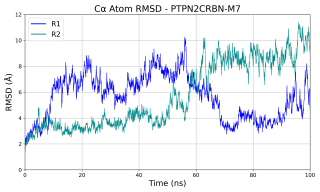 Cα Atom RMSD - PTPN2CRBN-M7
R1
R2
RMSD (Å)
12
10
8
6
4
2
0
0
20
40
60
80
100
Time (ns)